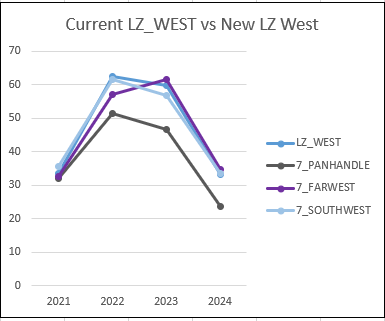 Current LZ_WEST vs New LZ West
70
60
50
40
30
20
10
0
2021 2022 2023 2024
LZ_WEST
7_PANHANDLE
7_FARWEST
7_SOUTHWEST